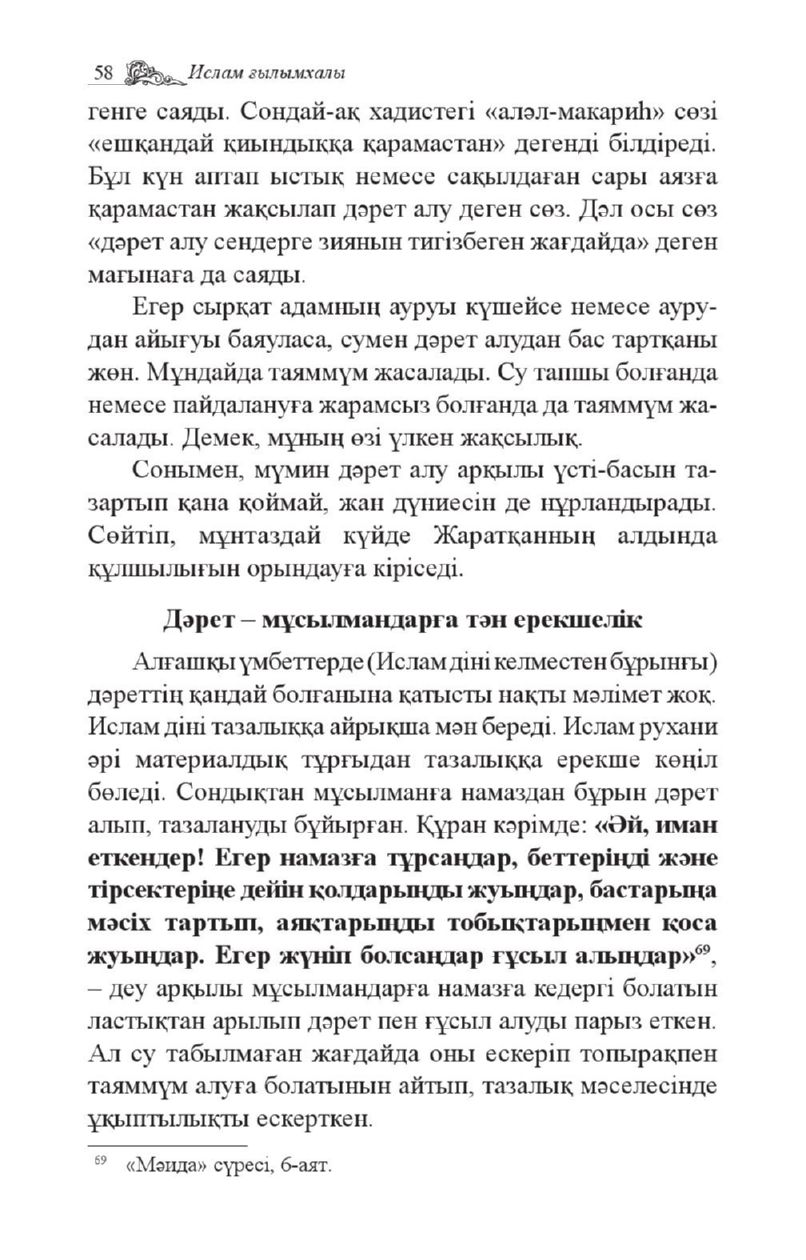 58 Ислам ғылымхалы
генге саяды. Сондай-ақ хадистегі «аләл-макариһ» сөзі
«ешқандай қиындыққа қарамастан» дегенді білдіреді.
Бұл күн аптап ыстық немесе сақылдаған сары аязға
қарамастан жақсылап дәрет алу деген сөз. Дәл осы сөз
«дәрет алу сендерге зиянын тигізбеген жағдайда» деген
мағынаға да саяды.
Егер сырқат адамның ауруы күшейсе немесе ауру-
дан айығуы баяуласа, сумен дәрет алудан бас тартқаны
жөн. Мұндайда таяммүм жасалады. Су тапшы болғанда
немесе пайдалануға жарамсыз болғанда да таяммүм жа-
салады. Демек, мұның өзі үлкен жақсылық.
Сонымен, мүмин дәрет алу арқылы үсті-басын та-
зартып қана қоймай, жан дүниесін де нұрландырады.
Сөйтіп, мұнтаздай күйде Жаратқанның алдында
құлшылығын орындауға кіріседі.
Дәрет – мұсылмандарға тән ерекшелік
Алғашқы үмбеттерде (Ислам діні келместен бұрынғы)
дәреттің қандай болғанына қатысты нақты мәлімет жоқ.
Ислам діні тазалыққа айрықша мән береді. Ислам рухани
әрі материалдық тұрғыдан тазалыққа ерекше көңіл
бөледі. Сондықтан мұсылманға намаздан бұрын дәрет
алып, тазалануды бұйырған. Құран кәрімде: «Әй, иман
еткендер! Егер намазға тұрсаңдар, беттеріңді және
тірсектеріңе дейін қолдарыңды жуыңдар, бастарыңа
мәсіх тартып, аяқтарыңды тобықтарыңмен қоса
жуыңдар. Егер жүніп болсаңдар ғұсыл алыңдар»⁶⁹,
– деу арқылы мұсылмандарға намазға кедергі болатын
ластықтан арылып дәрет пен ғұсыл алуды парыз еткен.
Ал су табылмаған жағдайда оны ескеріп топырақпен
таяммүм алуға болатынын айтып, тазалық мәселесінде
ұқыптылықты ескерткен.
⁶⁹ «Мәида» сүресі, 6-аят.